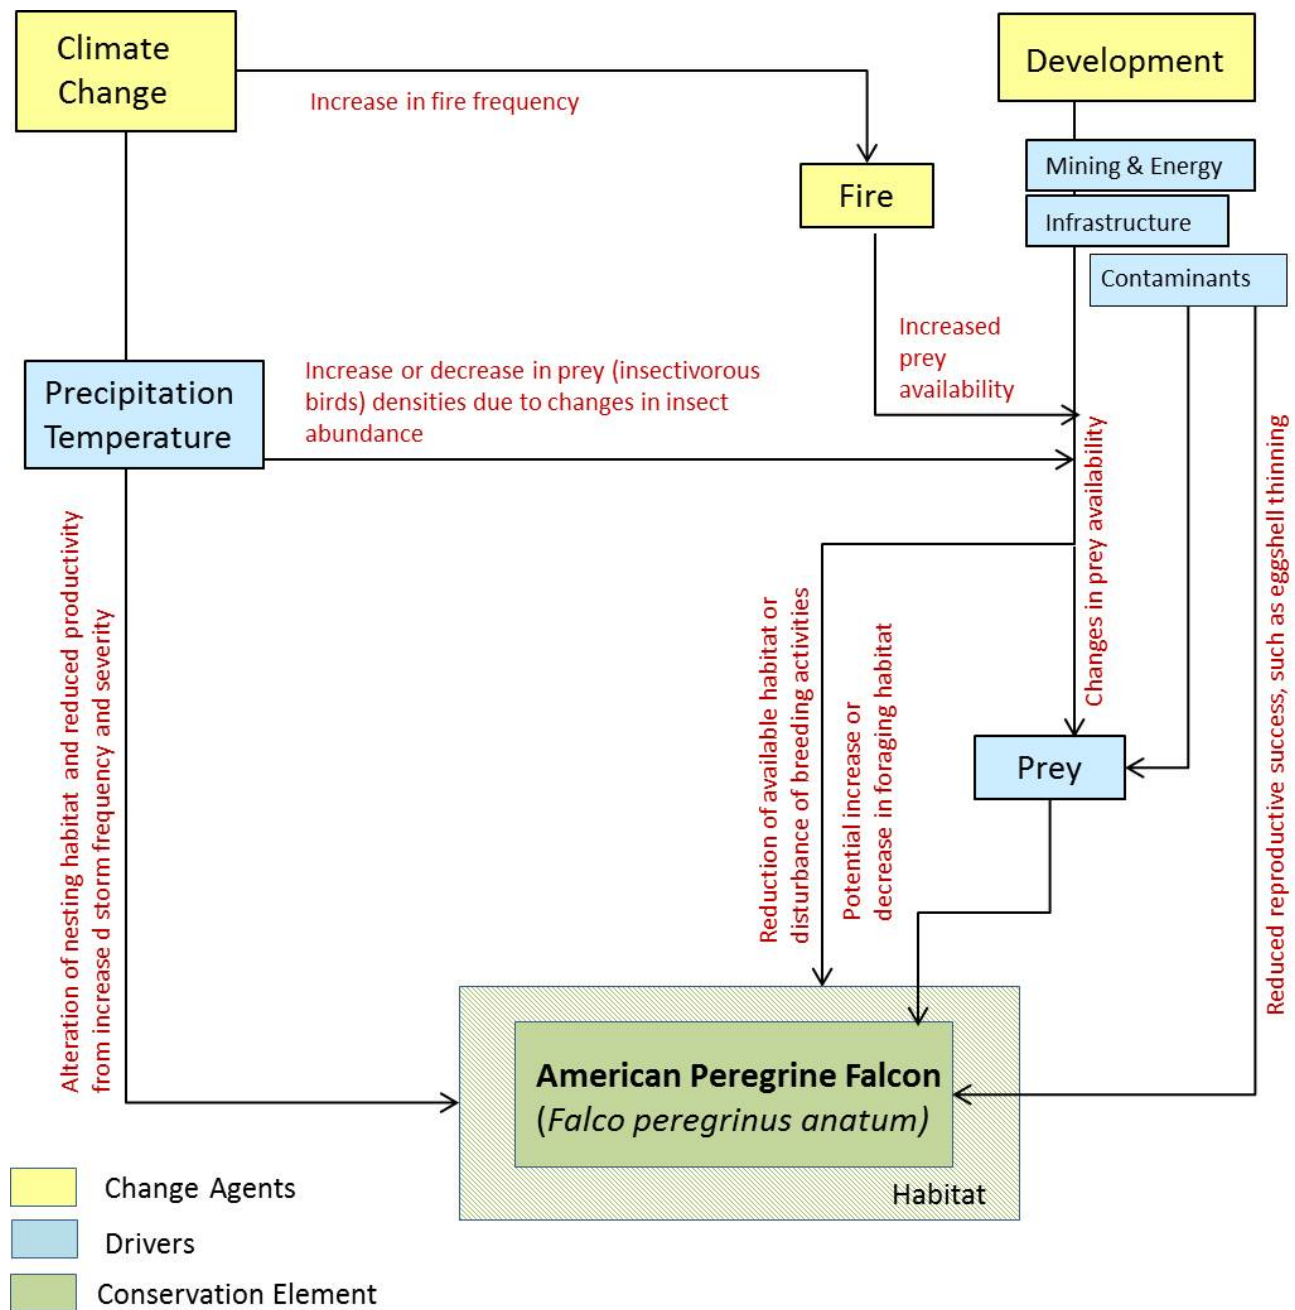 Climate
Change
Development
Increase in fire frequency
Mining & Energy
Fire
Infrastructure
Contaminants
Increased
prey
availability
Precipitation
Temperature
Increase or decrease in prey (insectivorous
birds) densities due to changes in insect
abundance
Changes in prey availability
Reduced reproductive success, such as eggshell thinning
Alteration of nesting habitat and reduced productivity
from increase d storm frequency and severity
Reduction of available habitat or
disturbance of breeding activities
Potential increase or
decrease in foraging habitat
Prey
American Peregrine Falcon
(Falco peregrinus anatum)
Habitat
Change Agents
Drivers
Conservation Element